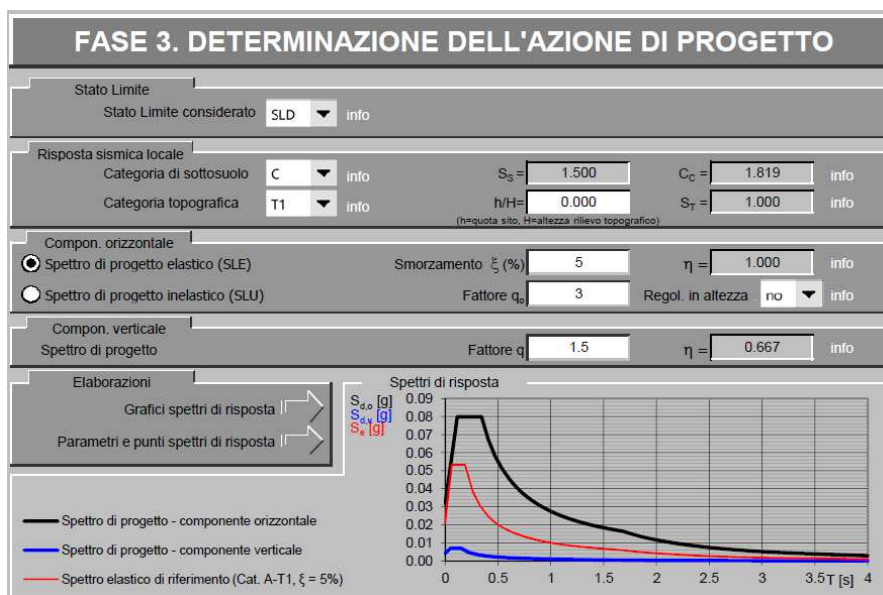 FASE 3. DETERMINAZIONE DELL'AZIONE DI PROGETTO
Stato Limite
Stato Limite considerato SLD info
Risposta sismica locale
Categoria di sottosuolo C info S_S = 1.500 C_C = 1.819 info
Categoria topografica T1 info h/H= 0.000 S_T = 1.000 info
(h=quota sito, H=altezza rilievo topografico)
Compon. orizzontale
Spettro di progetto elastico (SLE) Smorzamento ξ (%) 5 η = 1.000 info
Spettro di progetto inelastico (SLU) Fattore q_o 3 Regol. in altezza no info
Compon. verticale
Spettro di progetto Fattore q 1.5 η = 0.667 info
Elaborazioni
Grafici spettri di risposta
Parametri e punti spettri di risposta
Spettri di risposta
S_d,o [g]
S_d,v [g]
S_e [g]
0.09
0.08
0.07
0.06
0.05
0.04
0.03
0.02
0.01
0.00
0 0.5 1 1.5 2 2.5 3 3.5 T [s] 4
Spettro di progetto - componente orizzontale
Spettro di progetto - componente verticale
Spettro elastico di riferimento (Cat. A-T1, ξ = 5%)